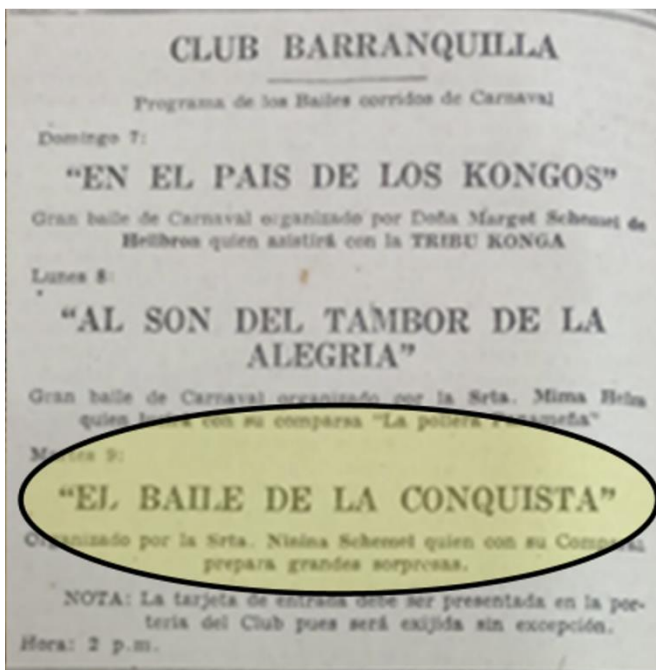 CLUB BARRANQUILLA
Programa de los Bailes corridos de Carnaval
Domingo 7:
"EN EL PAIS DE LOS KONGOS"
Gran baile de Carnaval organizado por Doña Margot Schemel de
Heilbron quien asistirá con la TRIBU KONGA
Lunes 8:
"AL SON DEL TAMBOR DE LA
ALEGRIA"
Gran baile de Carnaval organizado por la Srta. Mima
quien con su comparsa "La pollera Panameña"
Martes 9:
"EL BAILE DE LA CONQUISTA"
Organizado por la Srta. Nisina Schemel quien con su
prepara grandes sorpresas.
NOTA: La tarjeta de entrada debe ser presentada en la por-
teria del Club pues será exijida sin excepción.
Hora: 2 p.m.